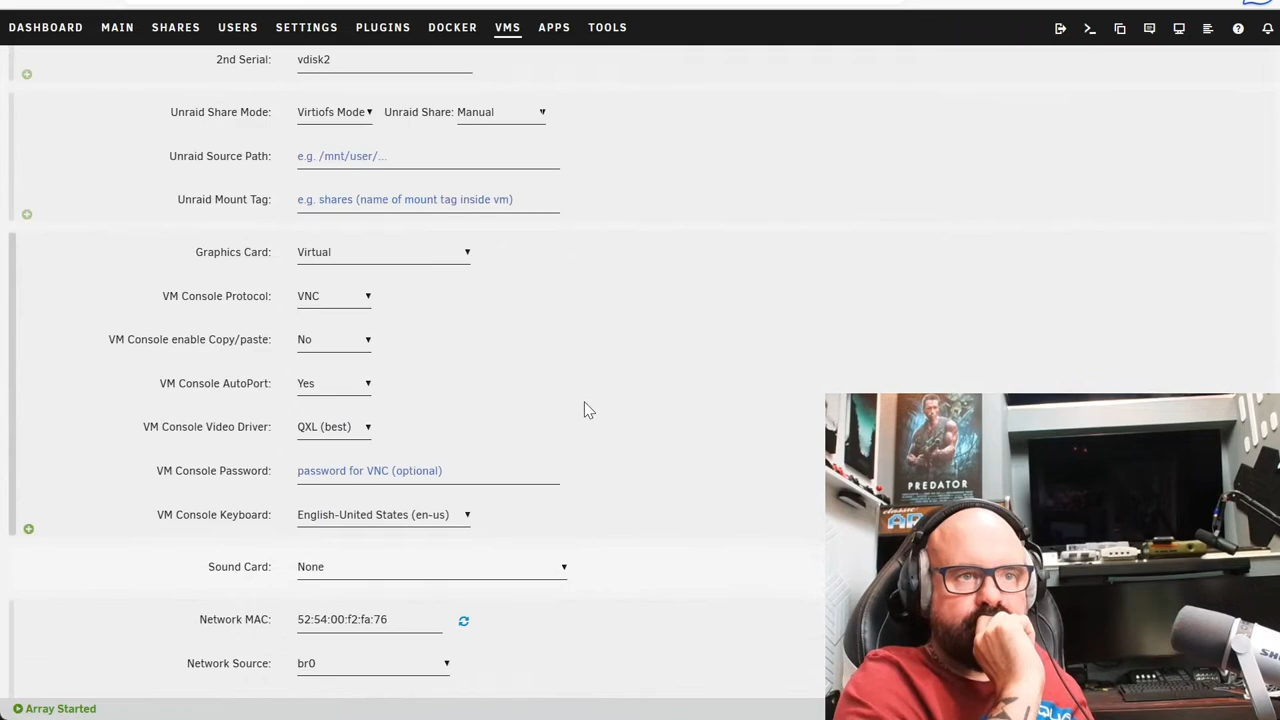 DASHBOARD MAIN SHARES USERS SETTINGS PLUGINS DOCKER VMS APPS TOOLS
2nd Serial: vdisk2
Unraid Share Mode: Virtiofs Mode Unraid Share: Manual
Unraid Source Path: e.g. /mnt/user/...
Unraid Mount Tag: e.g. shares (name of mount tag inside vm)
Graphics Card: Virtual
VM Console Protocol: VNC
VM Console enable Copy/paste: No
VM Console AutoPort: Yes
VM Console Video Driver: QXL (best)
VM Console Password: password for VNC (optional)
VM Console Keyboard: English-United States (en-us)
Sound Card: None
Network MAC: 52:54:00:f2:fa:76
Network Source: br0
Array Started
PREDATOR
classic